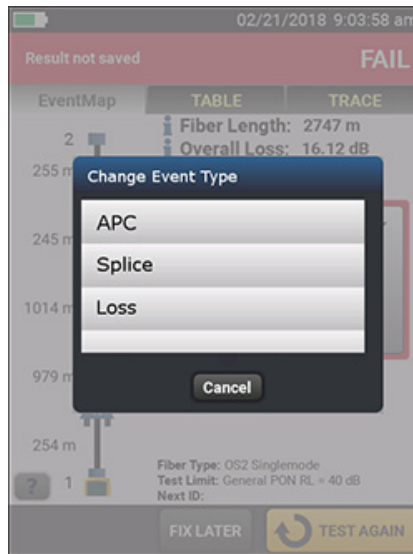 02/21/2018 9:03:58 am
Result not saved
FAIL
EventMap
TABLE
TRACE
Fiber Length: 2747 m
Overall Loss: 16.12 dB
2
255 m
Change Event Type
APC
Splice
Loss
245 m
1014 m
979 m
Cancel
254 m
1
Fiber Type: OS2 Singlemode
Test Limit: General PON RL = 40 dB
Next ID:
?
FIX LATER
TEST AGAIN